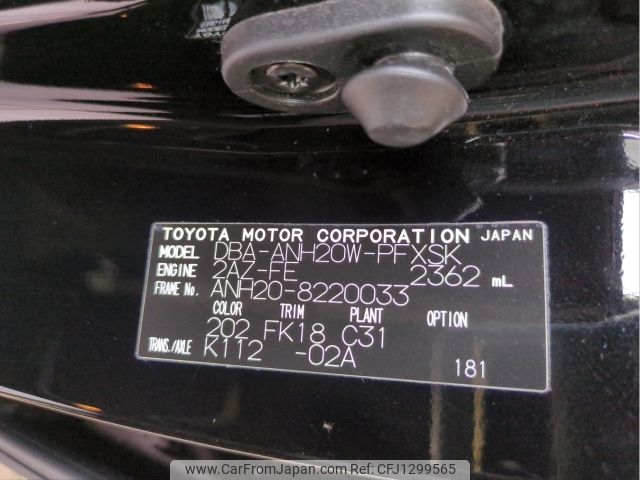 TOYOTA MOTOR CORPORATION JAPAN
MODEL DBA-ANH20W-PFXSK
ENGINE 2AZ-FE 2362 mL
FRAME No. ANH20-8220033
COLOR TRIM PLANT OPTION
202 FK18 C31
TRANS./AXLE K112 -02A
181
www.CarFromJapan.com - CFJ1299565